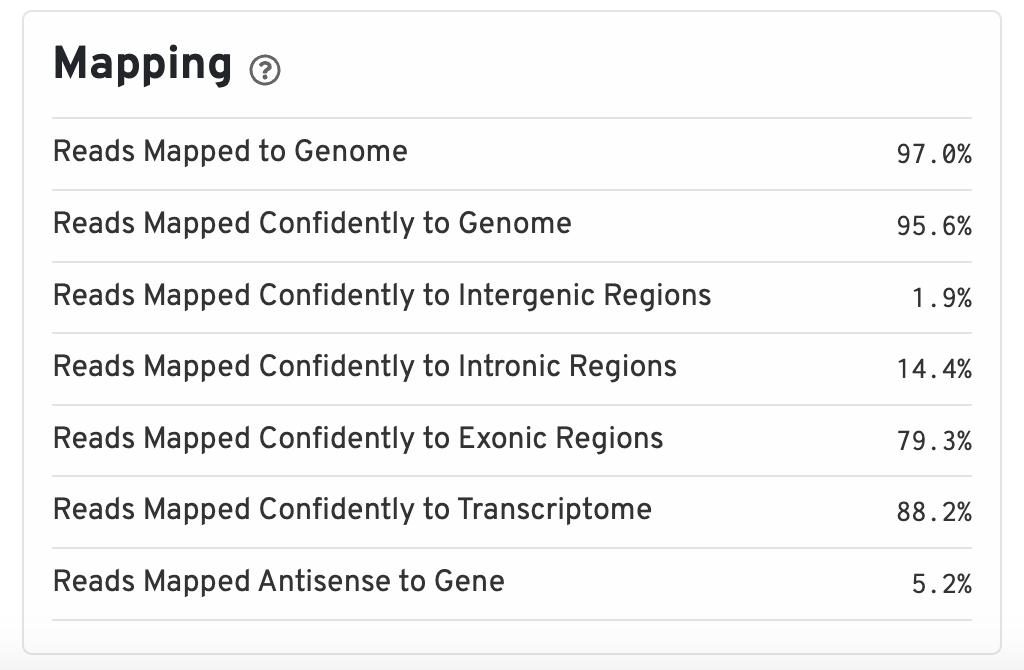 Mapping ?
Reads Mapped to Genome 97.0%
Reads Mapped Confidently to Genome 95.6%
Reads Mapped Confidently to Intergenic Regions 1.9%
Reads Mapped Confidently to Intronic Regions 14.4%
Reads Mapped Confidently to Exonic Regions 79.3%
Reads Mapped Confidently to Transcriptome 88.2%
Reads Mapped Antisense to Gene 5.2%